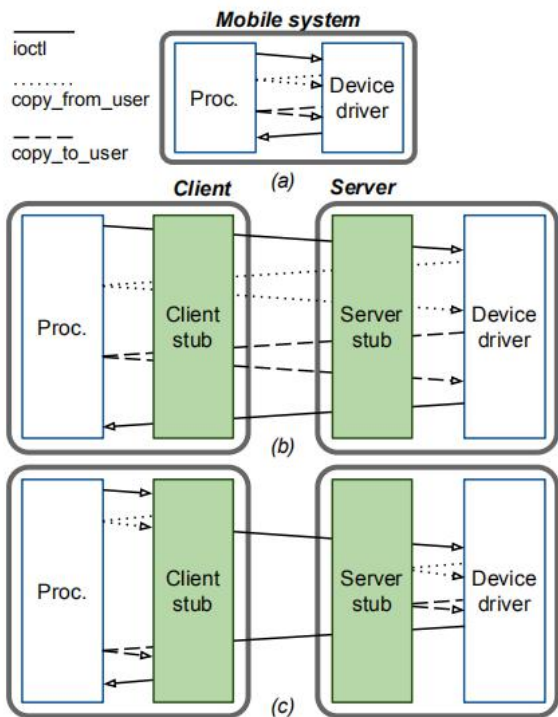 Mobile system
ioctl
copy_from_user
copy_to_user
Proc.
Device
driver
(a)
Client
Server
Proc.
Client
stub
Server
stub
Device
driver
(b)
Proc.
Client
stub
Server
stub
Device
driver
(c)